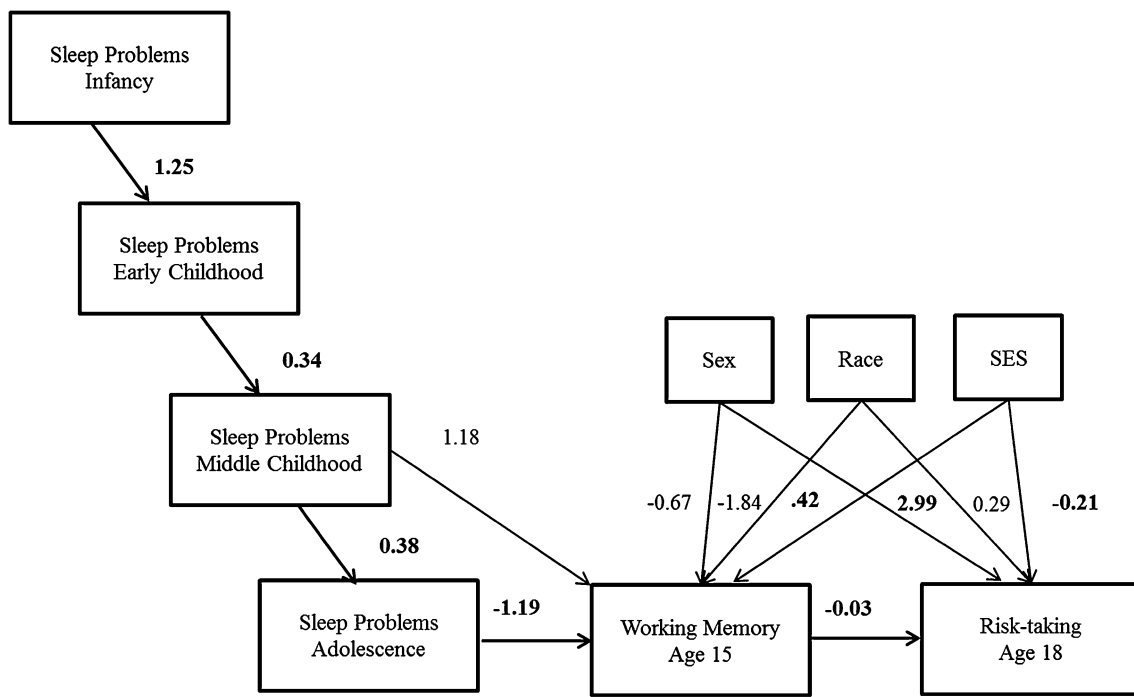 Sleep Problems
Infancy
1.25
Sleep Problems
Early Childhood
0.34
Sex
Race
SES
Sleep Problems
Middle Childhood
1.18
-0.67
-1.84
.42
2.99
0.29
-0.21
0.38
Sleep Problems
Adolescence
-1.19
Working Memory
Age 15
-0.03
Risk-taking
Age 18